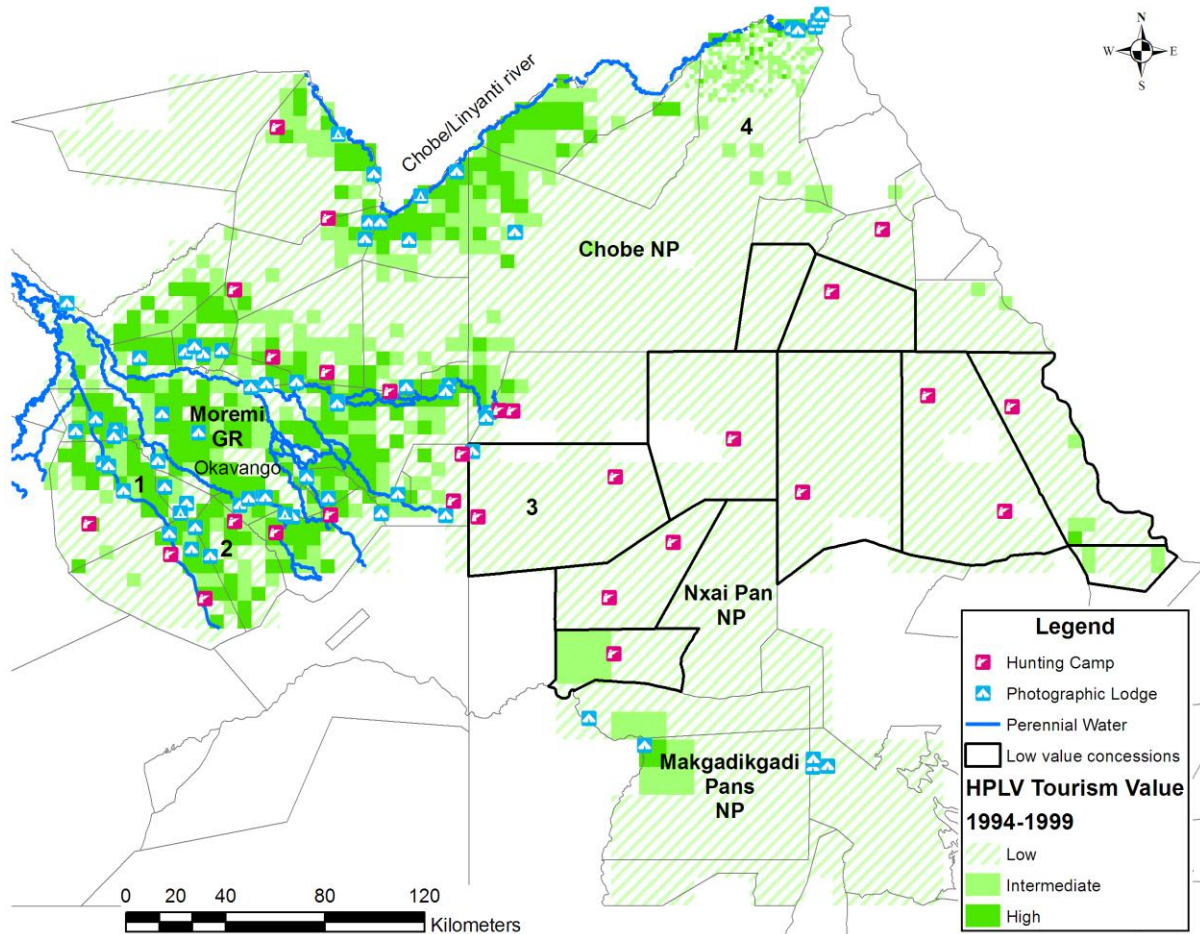 N
W E
S
Chobe/Linyanti river
4
Chobe NP
Moremi
GR
Okavango
1
2
3
Nxai Pan
NP
Makgadikgadi
Pans
NP
Legend
Hunting Camp
Photographic Lodge
Perennial Water
Low value concessions
HPLV Tourism Value
1994-1999
Low
Intermediate
High
0 20 40 80 120
Kilometers